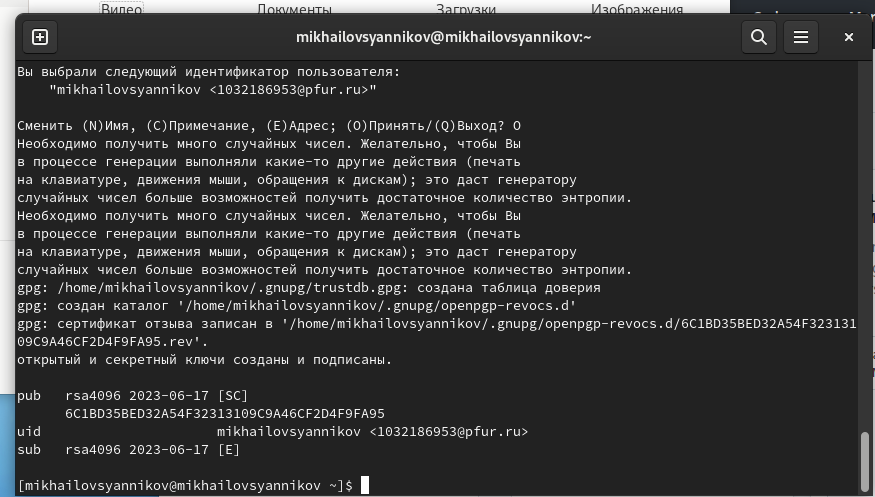 Видео Документы Загрузки Изображения
mikhailovsyannikov@mikhailovsyannikov:~
Вы выбрали следующий идентификатор пользователя:
"mikhailovsyannikov <1032186953@pfur.ru>"
Сменить (N)Имя, (C)Примечание, (E)Адрес; (O)Принять/(Q)Выход? O
Необходимо получить много случайных чисел. Желательно, чтобы Вы
в процессе генерации выполняли какие-то другие действия (печать
на клавиатуре, движения мыши, обращения к дискам); это даст генератору
случайных чисел больше возможностей получить достаточное количество энтропии.
Необходимо получить много случайных чисел. Желательно, чтобы Вы
в процессе генерации выполняли какие-то другие действия (печать
на клавиатуре, движения мыши, обращения к дискам); это даст генератору
случайных чисел больше возможностей получить достаточное количество энтропии.
gpg: /home/mikhailovsyannikov/.gnupg/trustdb.gpg: создана таблица доверия
gpg: создан каталог '/home/mikhailovsyannikov/.gnupg/openpgp-revocs.d'
gpg: сертификат отзыва записан в '/home/mikhailovsyannikov/.gnupg/openpgp-revocs.d/6C1BD35BED32A54F323131
09C9A46CF2D4F9FA95.rev'.
открытый и секретный ключи созданы и подписаны.
pub rsa4096 2023-06-17 [SC]
6C1BD35BED32A54F32313109C9A46CF2D4F9FA95
uid mikhailovsyannikov <1032186953@pfur.ru>
sub rsa4096 2023-06-17 [E]
[mikhailovsyannikov@mikhailovsyannikov ~]$